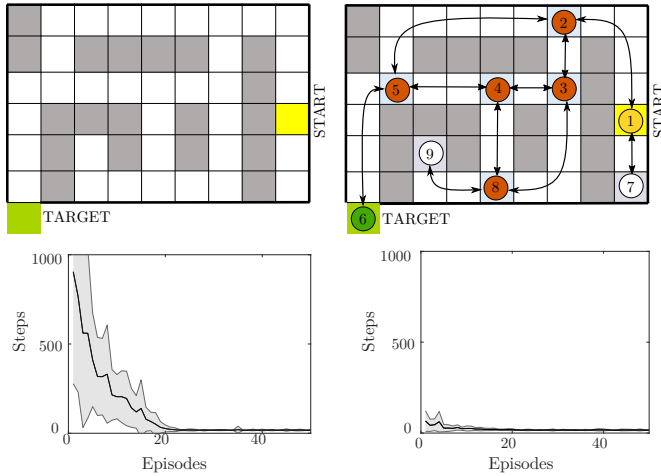 START
TARGET
2
5
4
3
1
START
9
8
7
6
TARGET
1000
500
0
Steps
0
20
40
Episodes
1000
500
0
Steps
0
20
40
Episodes